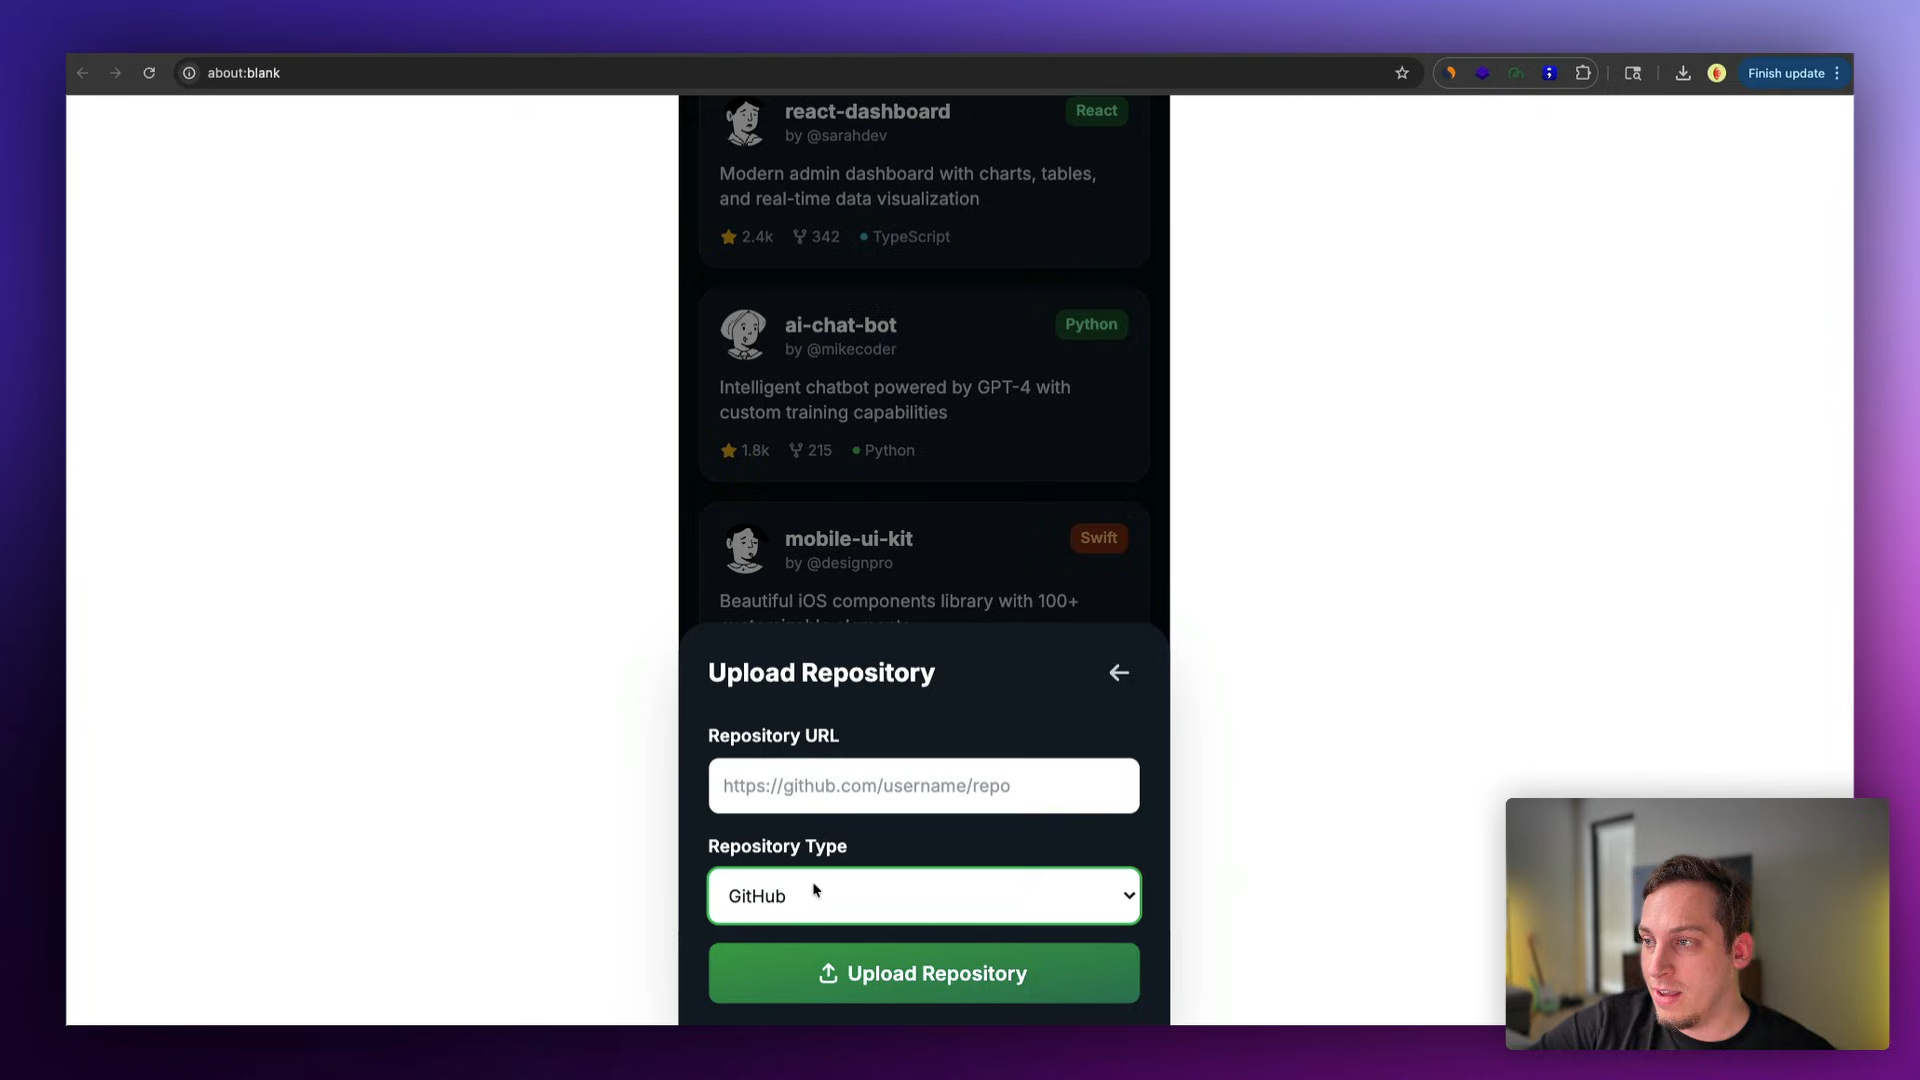 about:blank
Finish update
react-dashboard
React
by @sarahdev
Modern admin dashboard with charts, tables,
and real-time data visualization
2.4k 342 TypeScript
ai-chat-bot
Python
by @mikecoder
Intelligent chatbot powered by GPT-4 with
custom training capabilities
1.8k 215 Python
mobile-ui-kit
Swift
by @designpro
Beautiful iOS components library with 100+
Upload Repository
Repository URL
https://github.com/username/repo
Repository Type
GitHub
Upload Repository